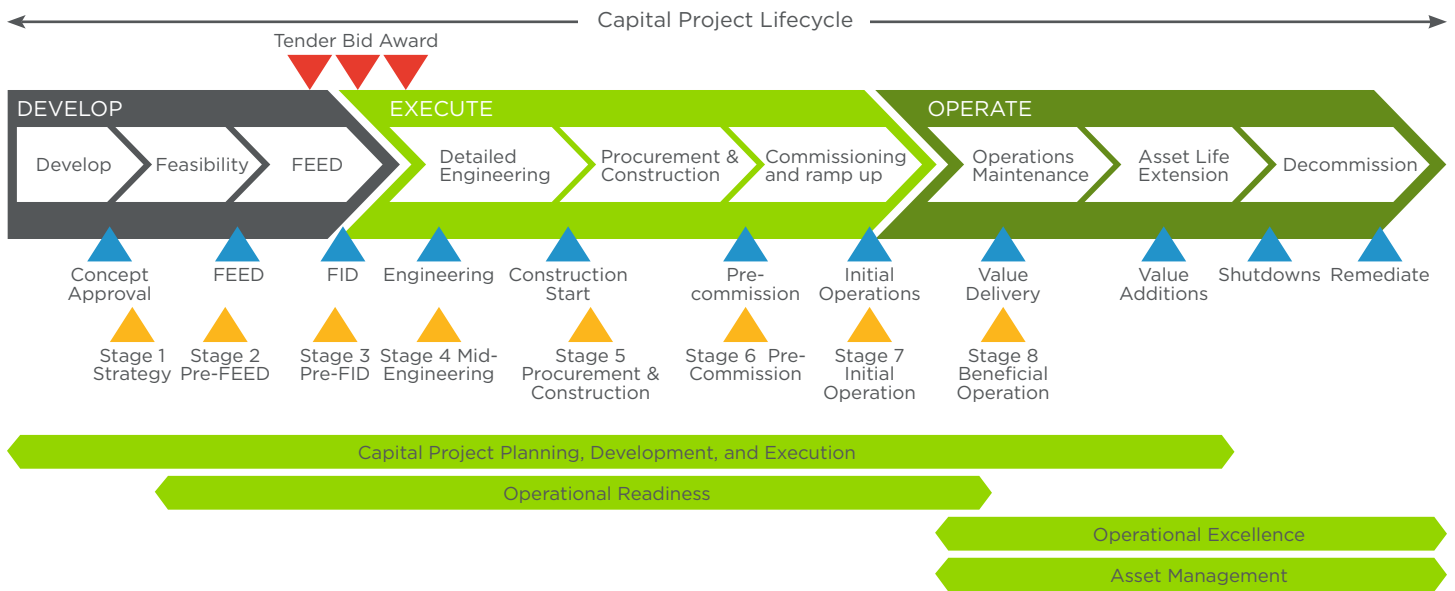 Capital Project Lifecycle
Tender Bid Award
DEVELOP
EXECUTE
OPERATE
Develop
Feasibility
FEED
Detailed
Engineering
Procurement &
Construction
Commissioning
and ramp up
Operations
Maintenance
Asset Life
Extension
Decommission
Concept
Approval
FEED
FID
Engineering
Construction
Start
Pre-
commission
Initial
Operations
Value
Delivery
Value
Additions
Shutdowns
Remediate
Stage 1
Strategy
Stage 2
Pre-FEED
Stage 3
Pre-FID
Stage 4 Mid-
Engineering
Stage 5
Procurement &
Construction
Stage 6 Pre-
Commission
Stage 7
Initial
Operation
Stage 8
Beneficial
Operation
Capital Project Planning, Development, and Execution
Operational Readiness
Operational Excellence
Asset Management